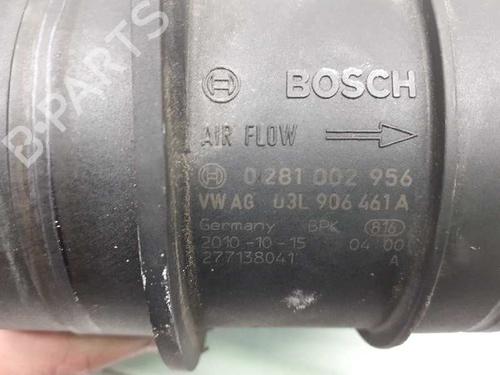 BOSCH
AIR FLOW
0 281 002 956
VW AG 03L 906 461 A
Germany BPK 816
2010-10-15 04 00
277138041 A
B-PARTS